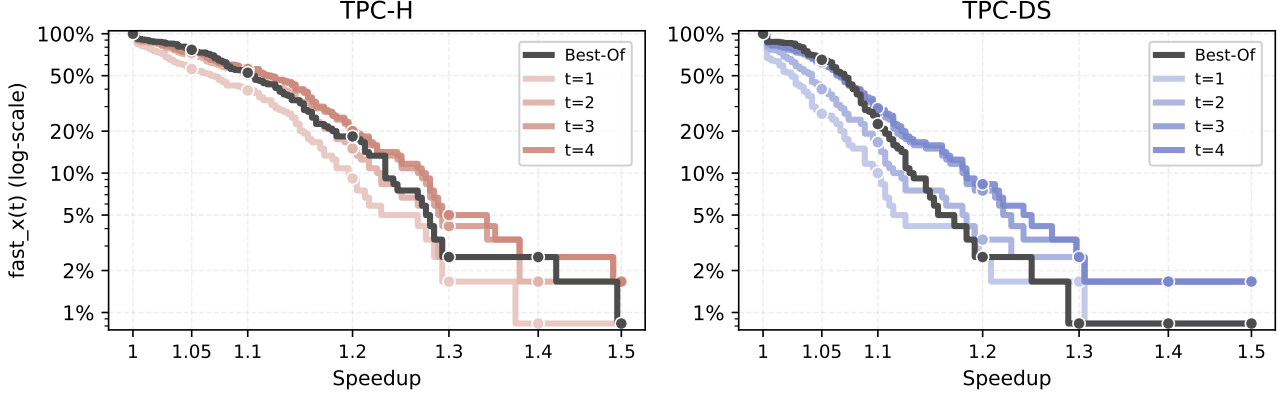 TPC-H
fast_x(t) (log-scale)
100%
50%
20%
10%
5%
2%
1%
Best-Of
t=1
t=2
t=3
t=4
1
1.05
1.1
1.2
1.3
1.4
1.5
Speedup
TPC-DS
100%
50%
20%
10%
5%
2%
1%
Best-Of
t=1
t=2
t=3
t=4
1
1.05
1.1
1.2
1.3
1.4
1.5
Speedup